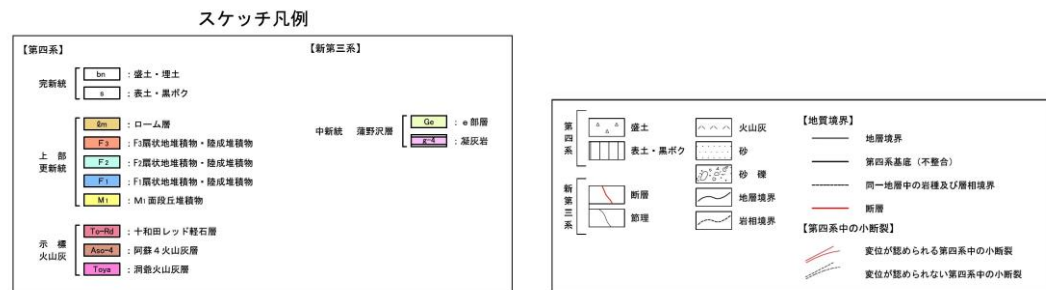 スケッチ凡例
【第四系】
完新統
bn：盛土・埋土
s：表土・黒ボク
上部更新統
ℓm：ローム層
F3：F3扇状地堆積物・陸成堆積物
F2：F2扇状地堆積物・陸成堆積物
F1：F1扇状地堆積物・陸成堆積物
M1：M1面段丘堆積物
示標火山灰
To-Rd：十和田レッド軽石層
Aso-4：阿蘇4火山灰層
Toya：洞爺火山灰層
【新第三系】
中新統 蒲野沢層
Ge：e部層
g-4：凝灰岩
第四系
盛土
表土・黒ボク
火山灰
砂
砂礫
新第三系
断層
節理
地層境界
岩相境界
【地質境界】
地層境界
第四系基底（不整合）
同一地層中の岩種及び層相境界
断層
【第四系中の小断裂】
変位が認められる第四系中の小断裂
変位が認められない第四系中の小断裂